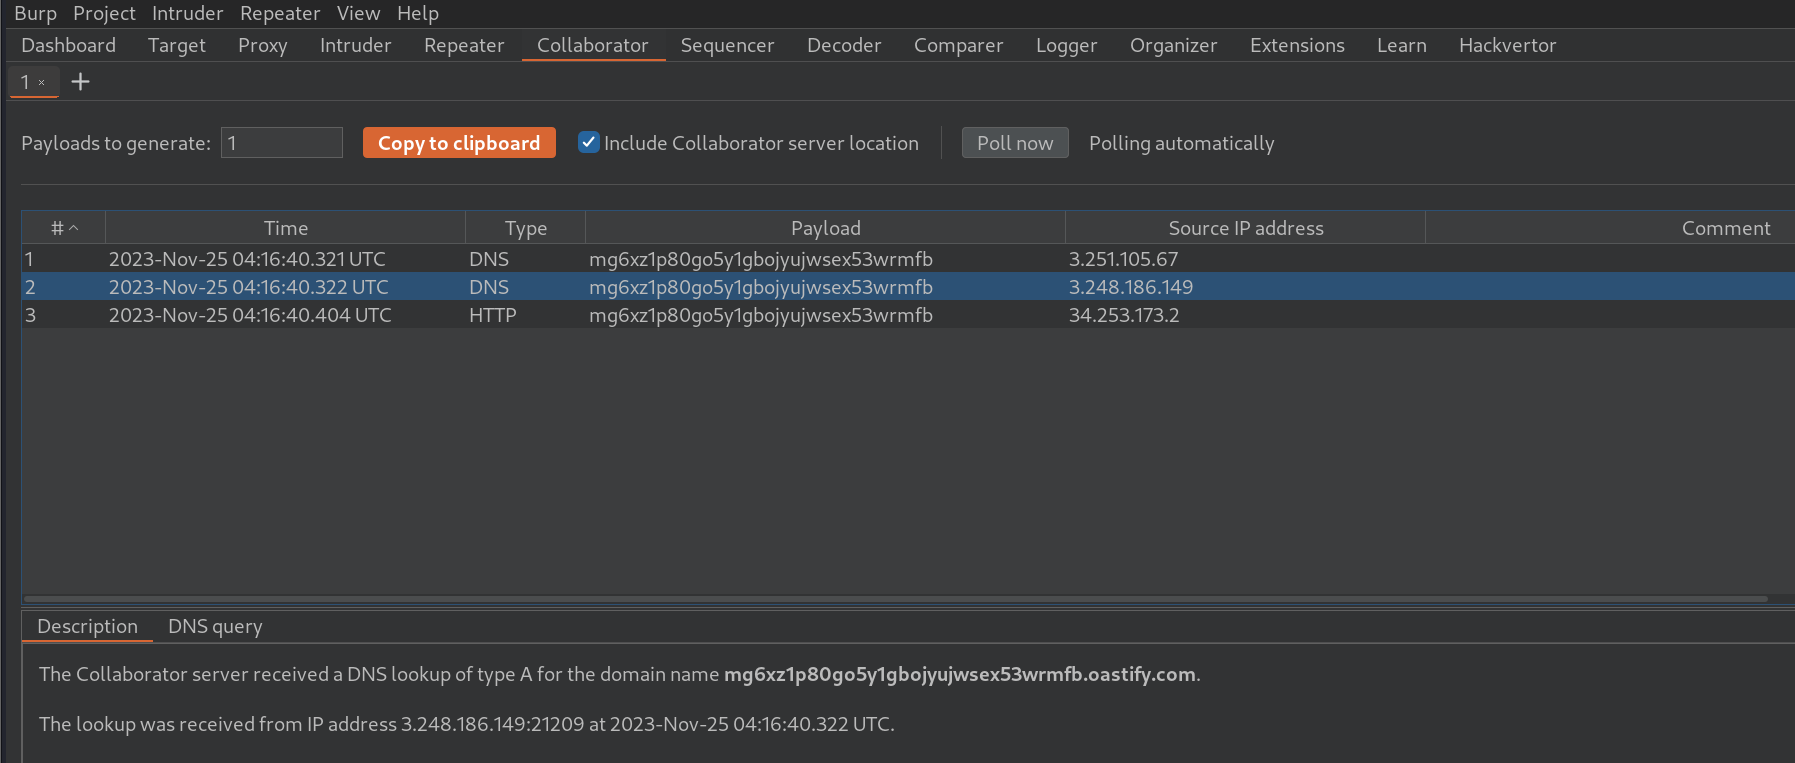 Burp Project Intruder Repeater View Help
Dashboard Target Proxy Intruder Repeater Collaborator Sequencer Decoder Comparer Logger Organizer Extensions Learn Hackvertor
1 × +
Payloads to generate: 1 Copy to clipboard Include Collaborator server location Poll now Polling automatically
# Time Type Payload Source IP address Comment
1 2023-Nov-25 04:16:40.321 UTC DNS mg6xz1p80go5y1gbojyujwsex53wrmfb 3.251.105.67
2 2023-Nov-25 04:16:40.322 UTC DNS mg6xz1p80go5y1gbojyujwsex53wrmfb 3.248.186.149
3 2023-Nov-25 04:16:40.404 UTC HTTP mg6xz1p80go5y1gbojyujwsex53wrmfb 34.253.173.2
Description DNS query
The Collaborator server received a DNS lookup of type A for the domain name mg6xz1p80go5y1gbojyujwsex53wrmfb.oastify.com.
The lookup was received from IP address 3.248.186.149:21209 at 2023-Nov-25 04:16:40.322 UTC.